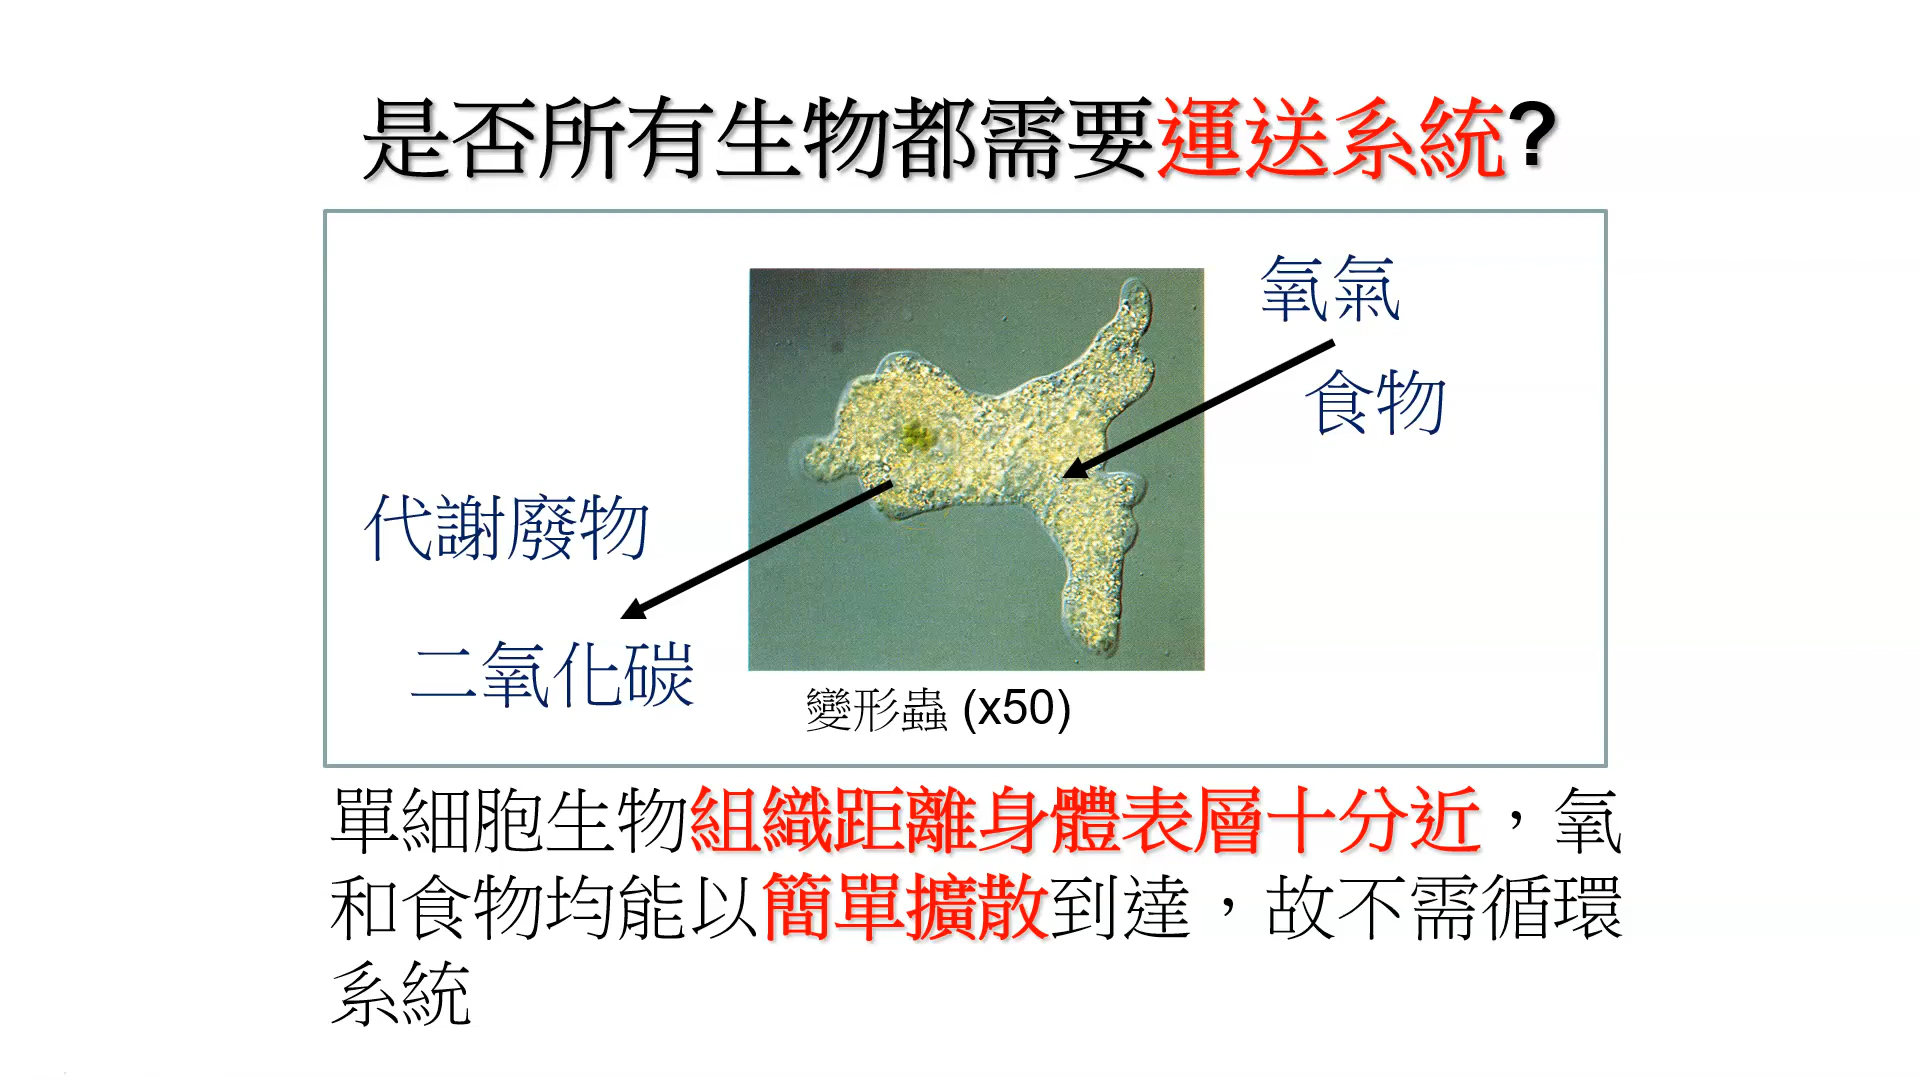 是否所有生物都需要運送系統?
氧氣
食物
代謝廢物
二氧化碳
變形蟲 (x50)
單細胞生物組織距離身體表層十分近，氧
和食物均能以簡單擴散到達，故不需循環
系統